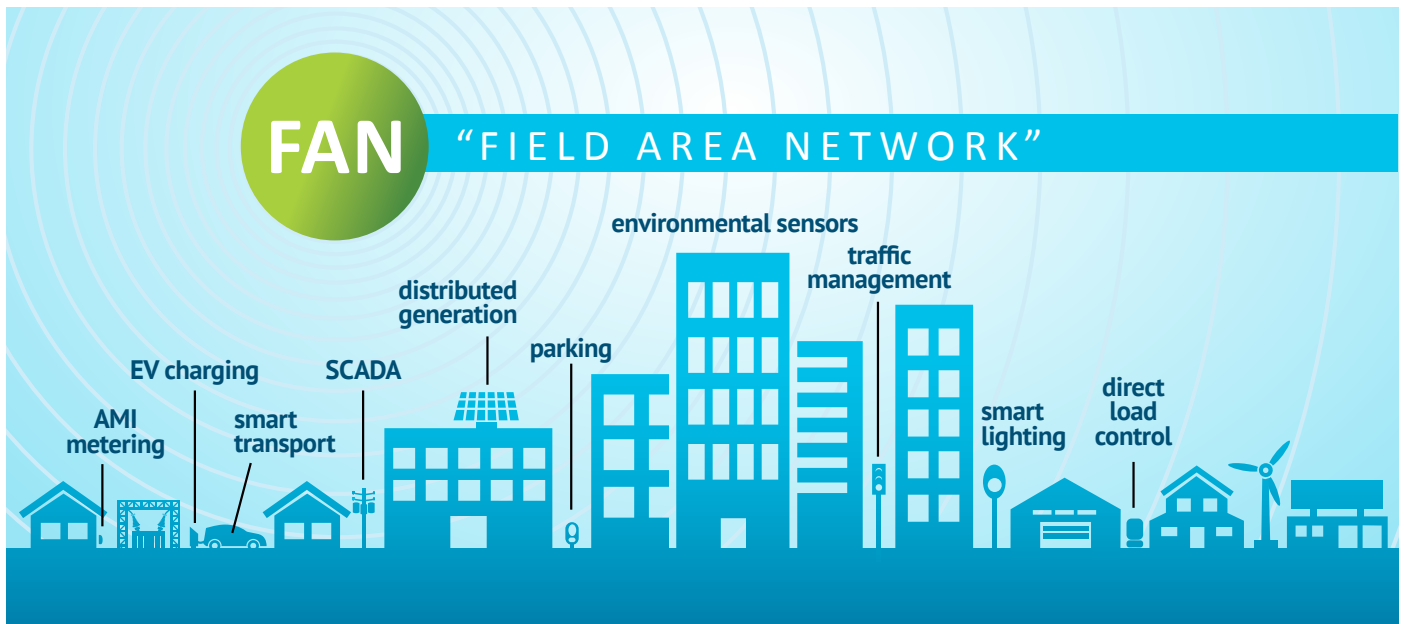 FAN
“FIELD AREA NETWORK”
environmental sensors
traffic
management
distributed
generation
parking
EV charging
SCADA
AMI
metering
smart
transport
smart
lighting
direct
load
control